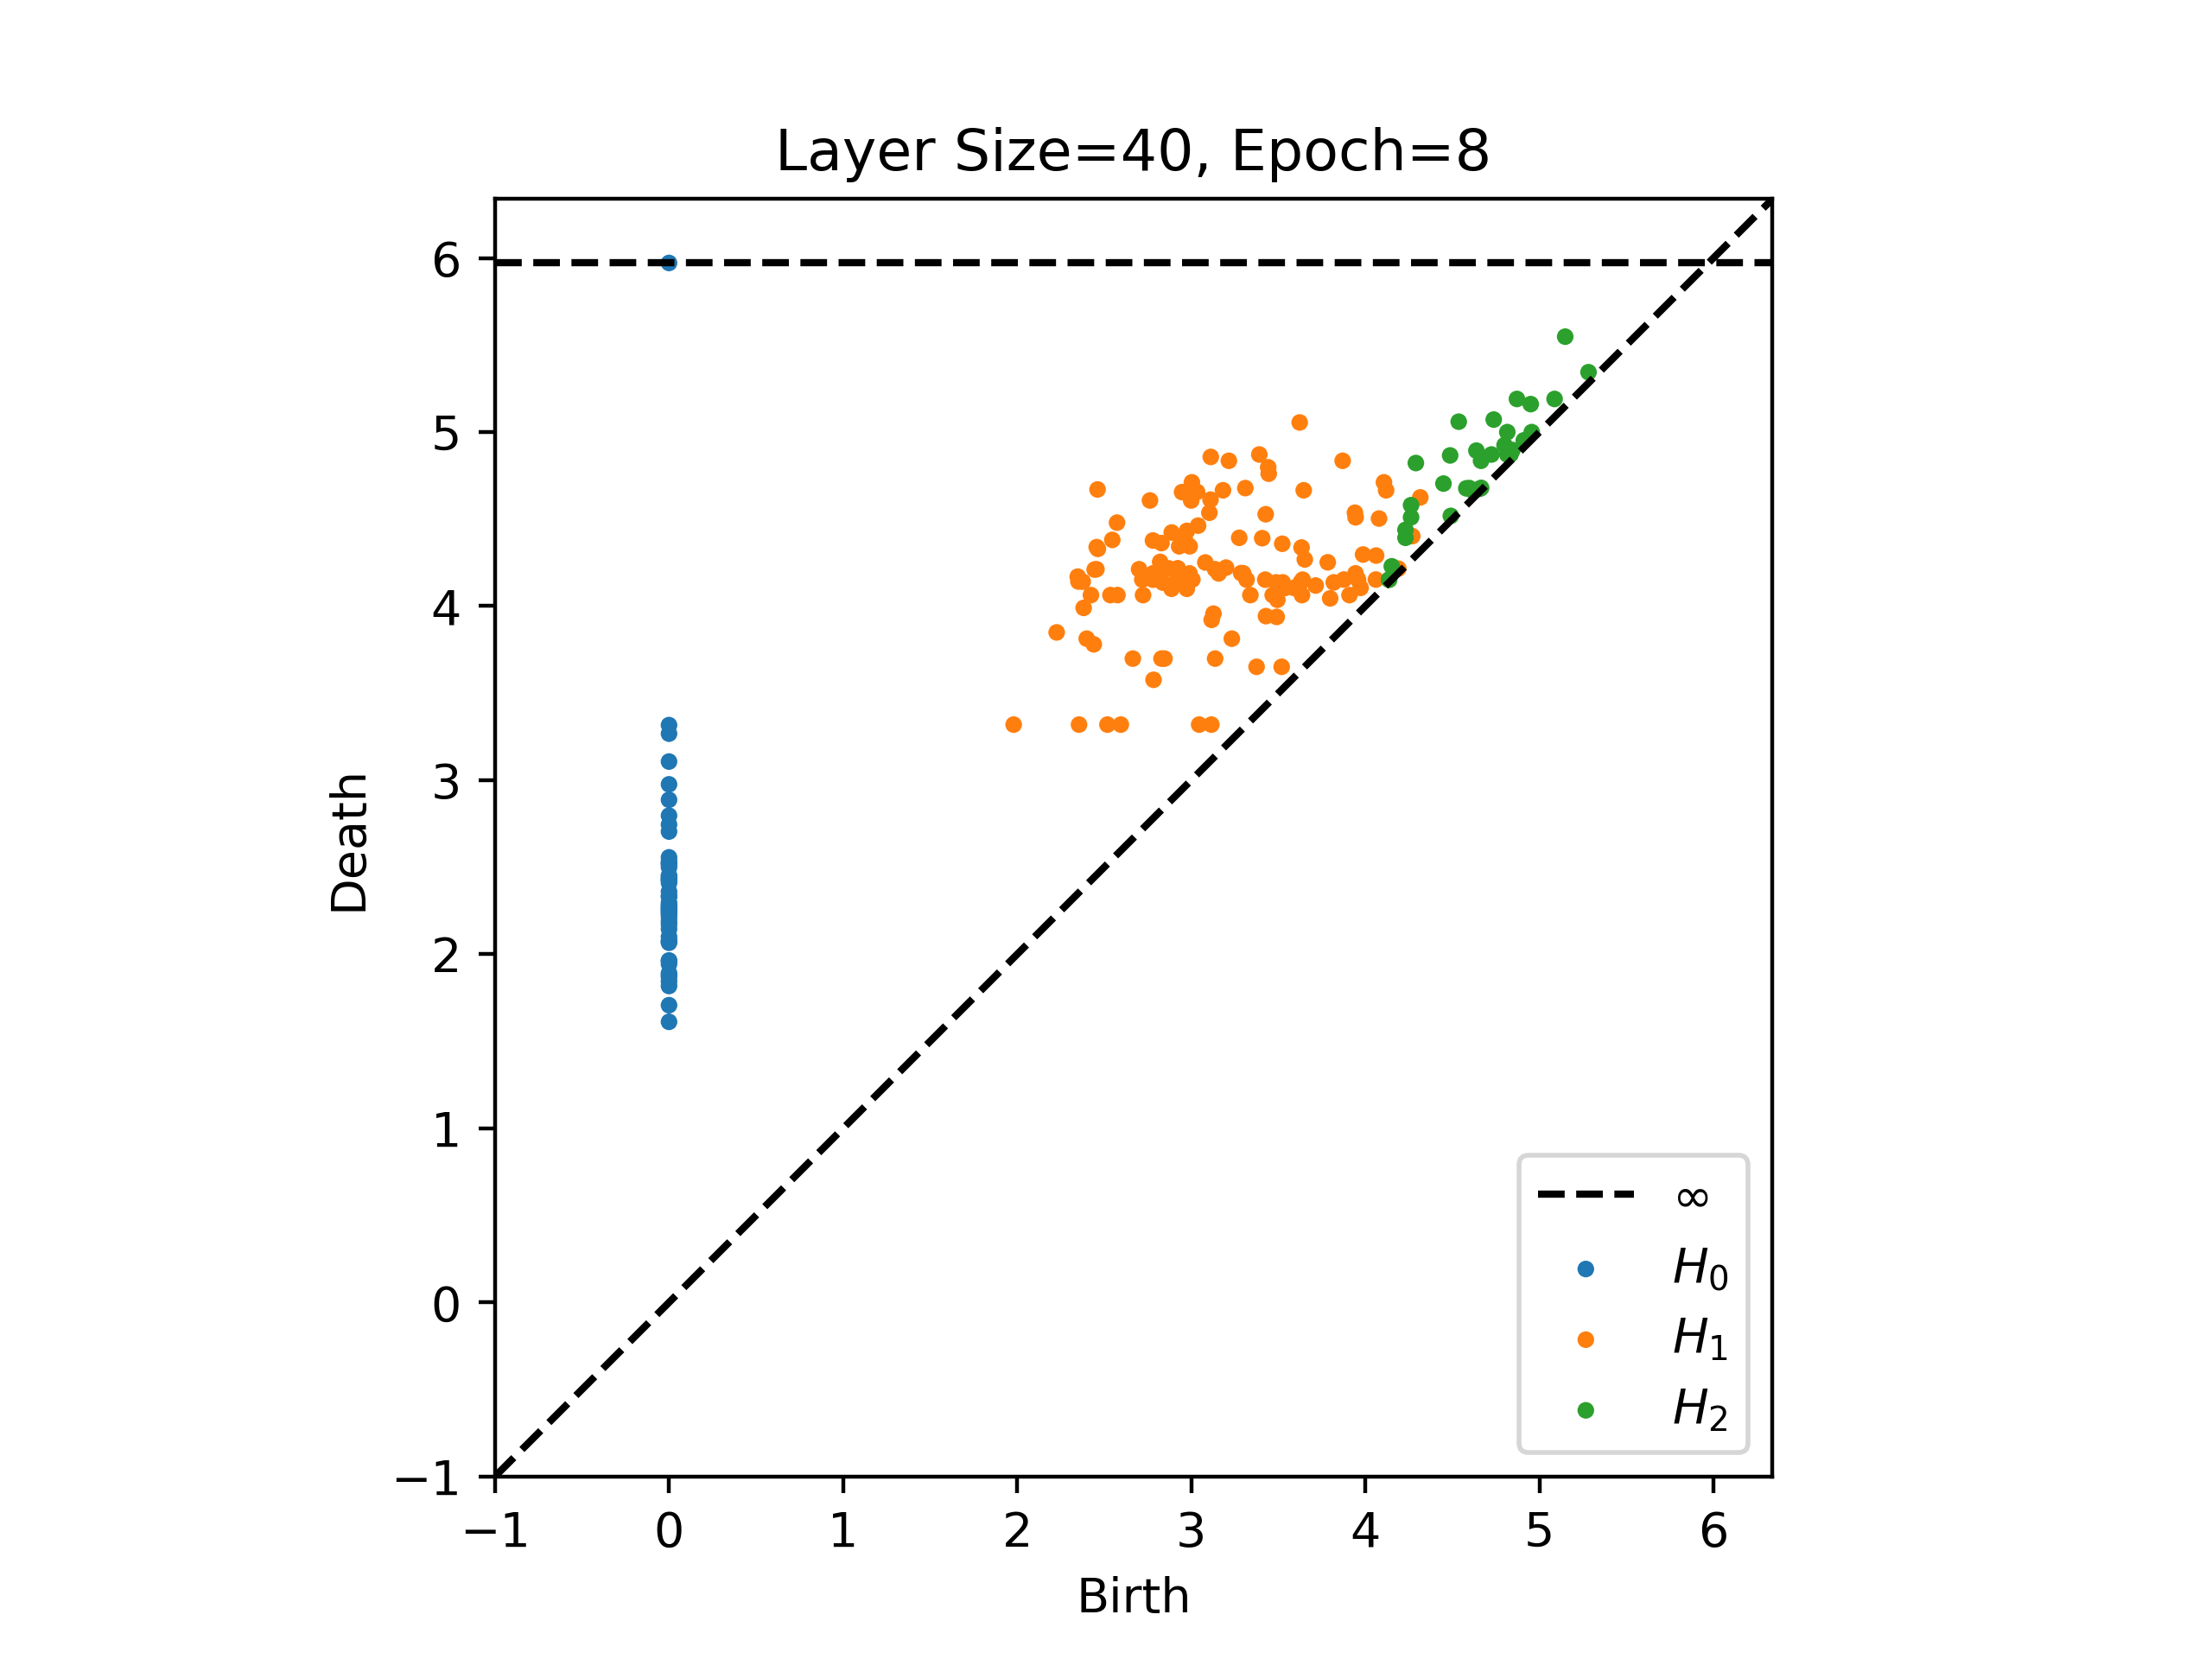 Layer Size=40, Epoch=8
6
5
4
3
2
1
0
−1
Death
−1 0 1 2 3 4 5 6
Birth
∞
H₀
H₁
H₂